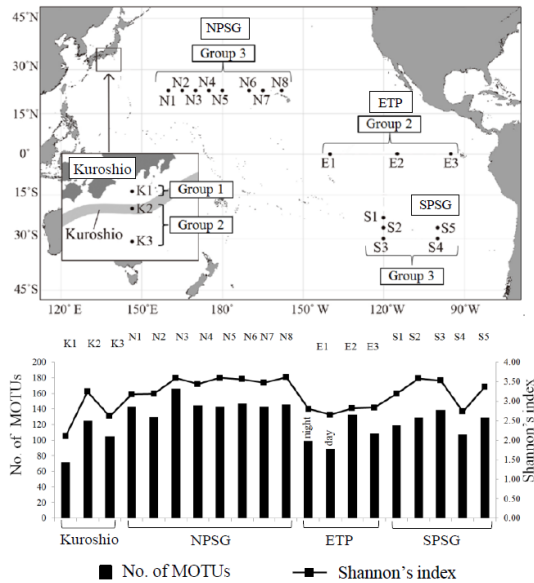 45°N
30°N
15°N
0°
15°S
30°S
45°S
NPSG
Group 3
N2 N4 N6 N8
N1 N3 N5 N7
ETP
Group 2
E1 E2 E3
Kuroshio
K1
Group 1
K2
Kuroshio
Group 2
K3
SPSG
S1
S2 S5
S3 S4
Group 3
120°E 150°E 180°E 150°W 120°W 90°W
K1 K2 K3 N1 N2 N3 N4 N5 N6 N7 N8 E1 E2 E3 S1 S2 S3 S4 S5
No. of MOTUs
200
180
160
140
120
100
80
60
40
20
0
night
day
4.00
3.50
3.00
2.50
2.00
1.50
1.00
0.50
0.00
Shannon's index
Kuroshio NPSG ETP SPSG
No. of MOTUs Shannon's index